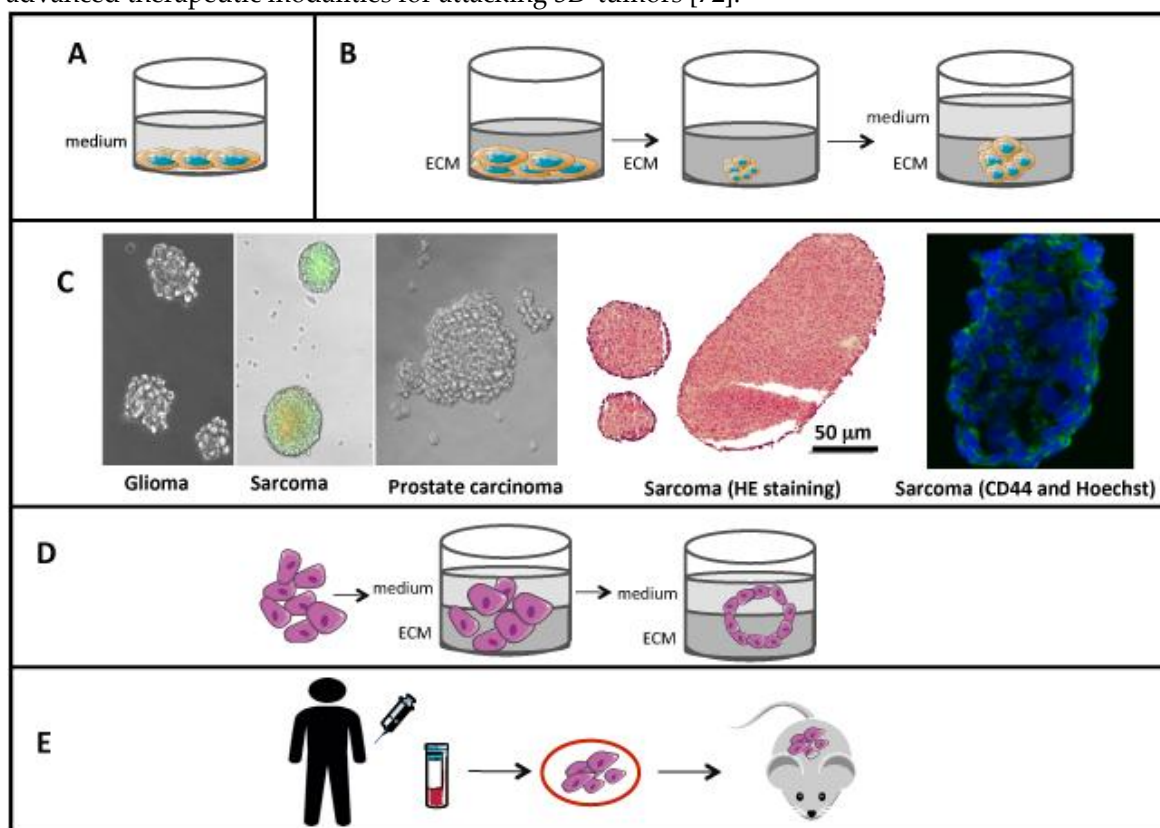 advanced therapeutic modalities for attacking 3D-tumors [72].
A
B
medium
ECM
ECM
medium
ECM
C
Glioma
Sarcoma
Prostate carcinoma
50 µm
Sarcoma (HE staining)
Sarcoma (CD44 and Hoechst)
D
medium
ECM
medium
ECM
E